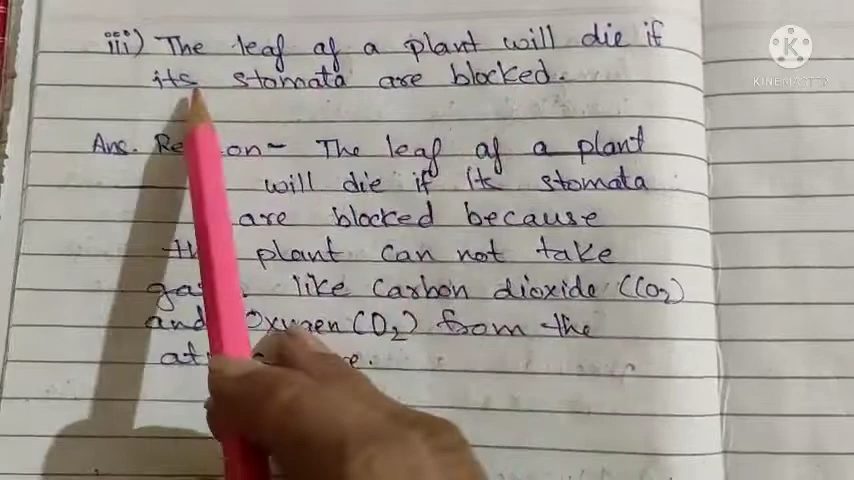 iii) The leaf of a plant will die if
its stomata are blocked.
Ans. on- The leaf of a plant
will die if its stomata
are blocked because
plant can not take
like Carbon dioxide (CO2)
and Oxygen (O2) from the
K
KINEMASTER